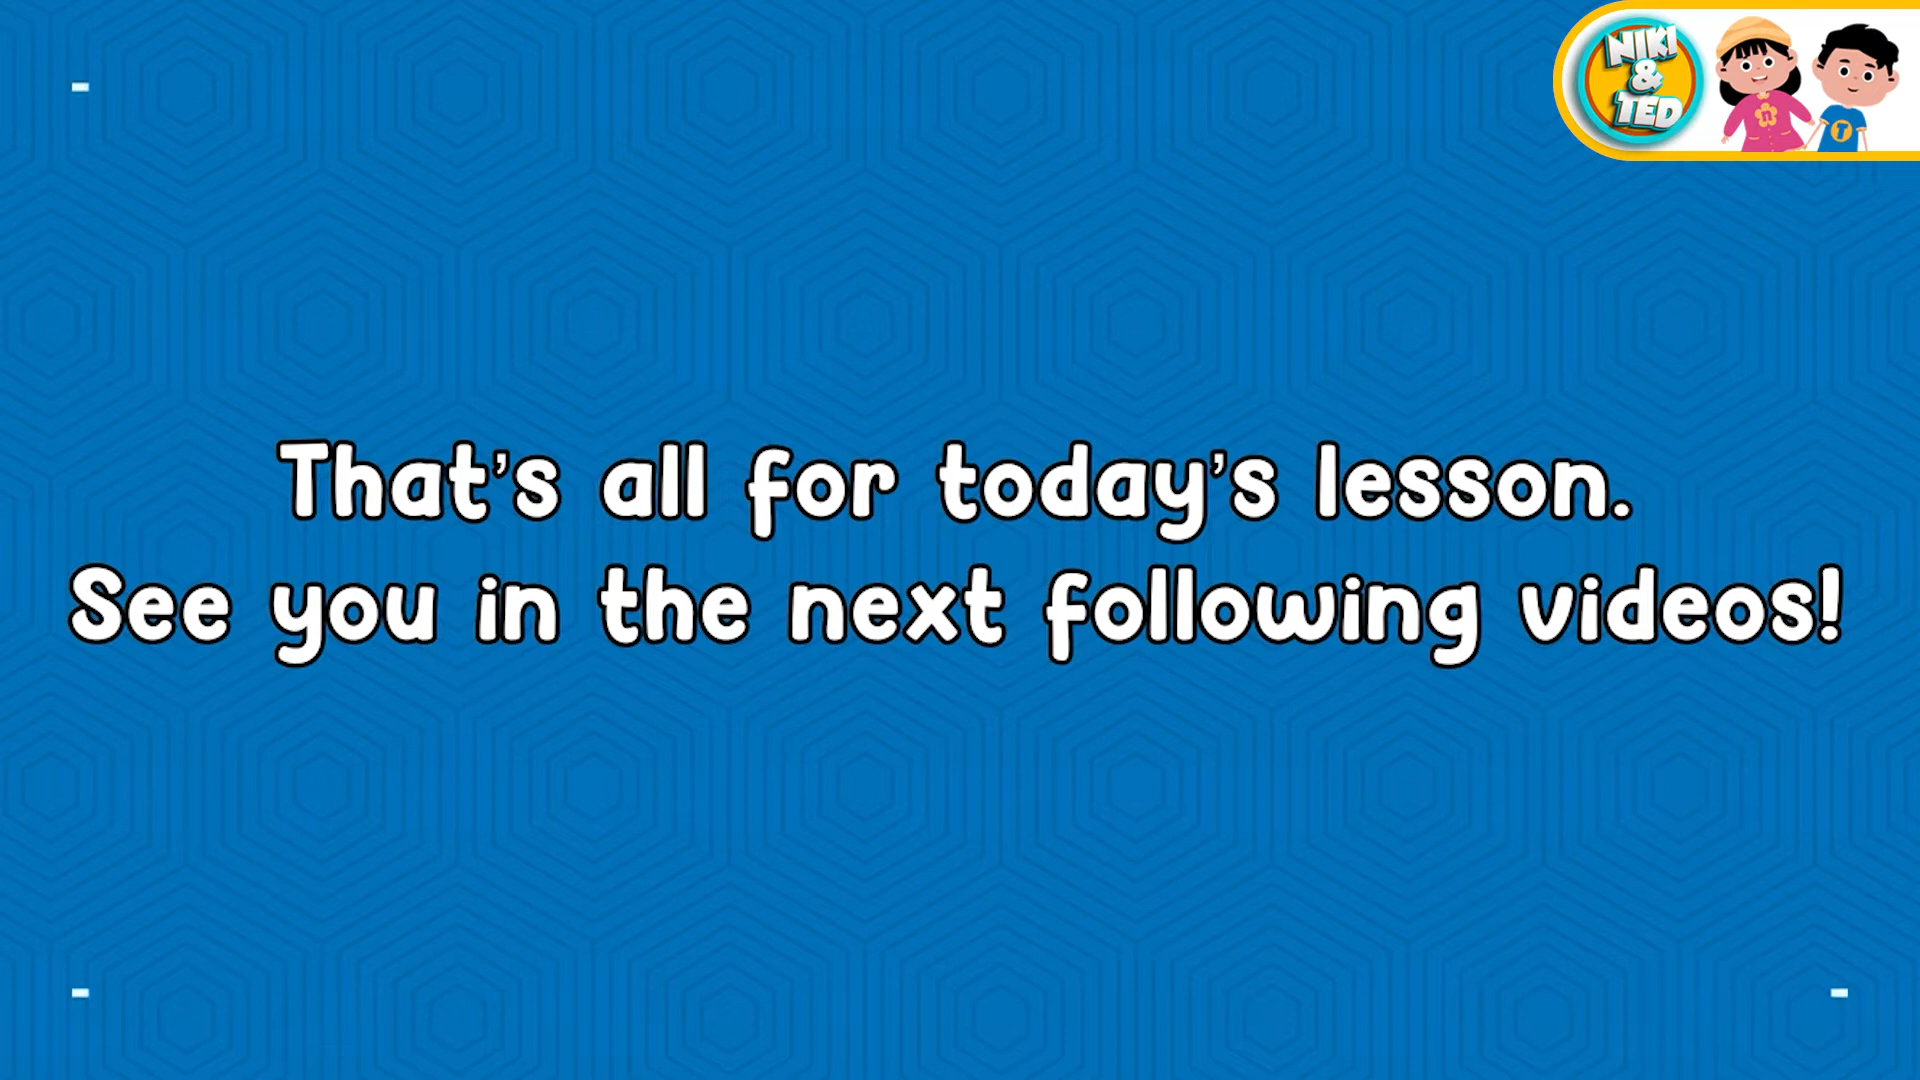 NIKI
&
TED
n
T
That's all for today's lesson.
See you in the next following videos!